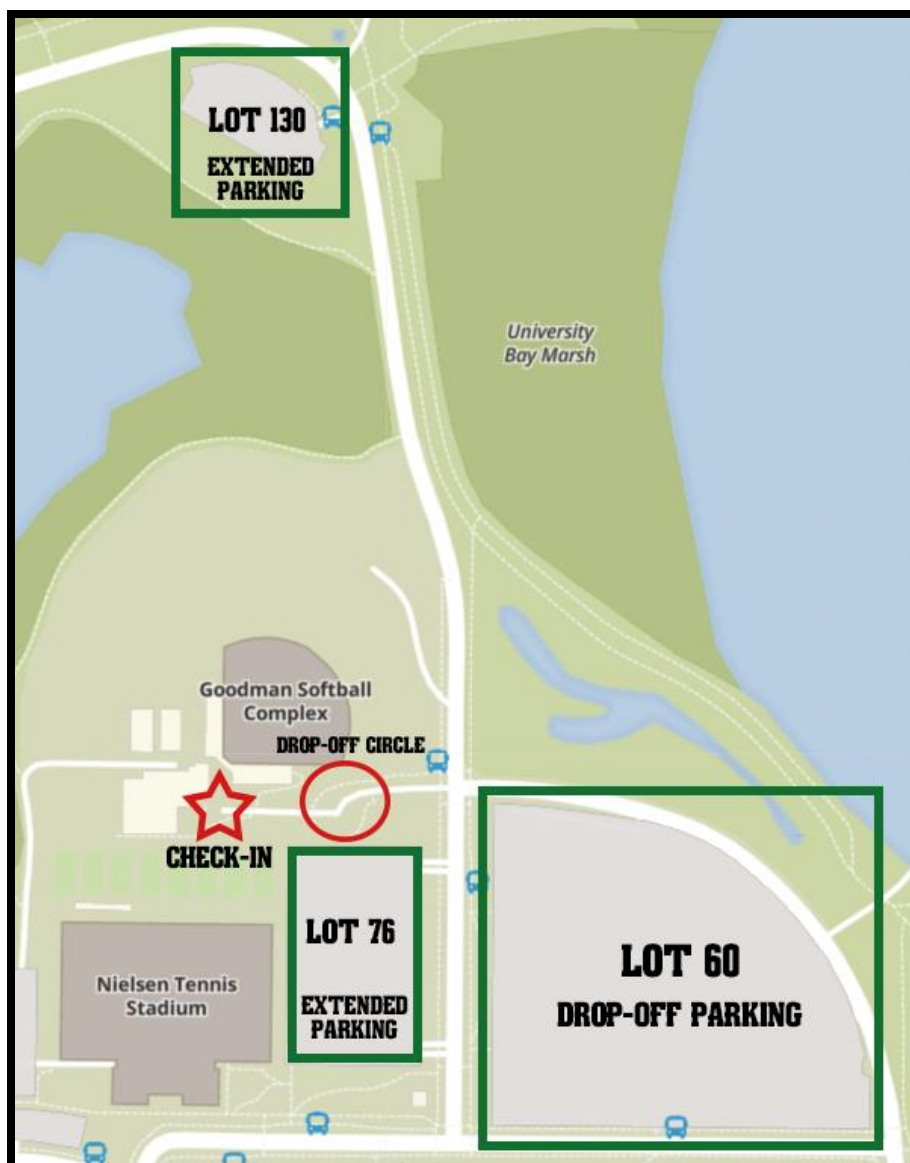 LOT 130
EXTENDED
PARKING
University
Bay Marsh
Goodman Softball
Complex
DROP-OFF CIRCLE
CHECK-IN
LOT 76
EXTENDED
PARKING
LOT 60
DROP-OFF PARKING
Nielsen Tennis
Stadium